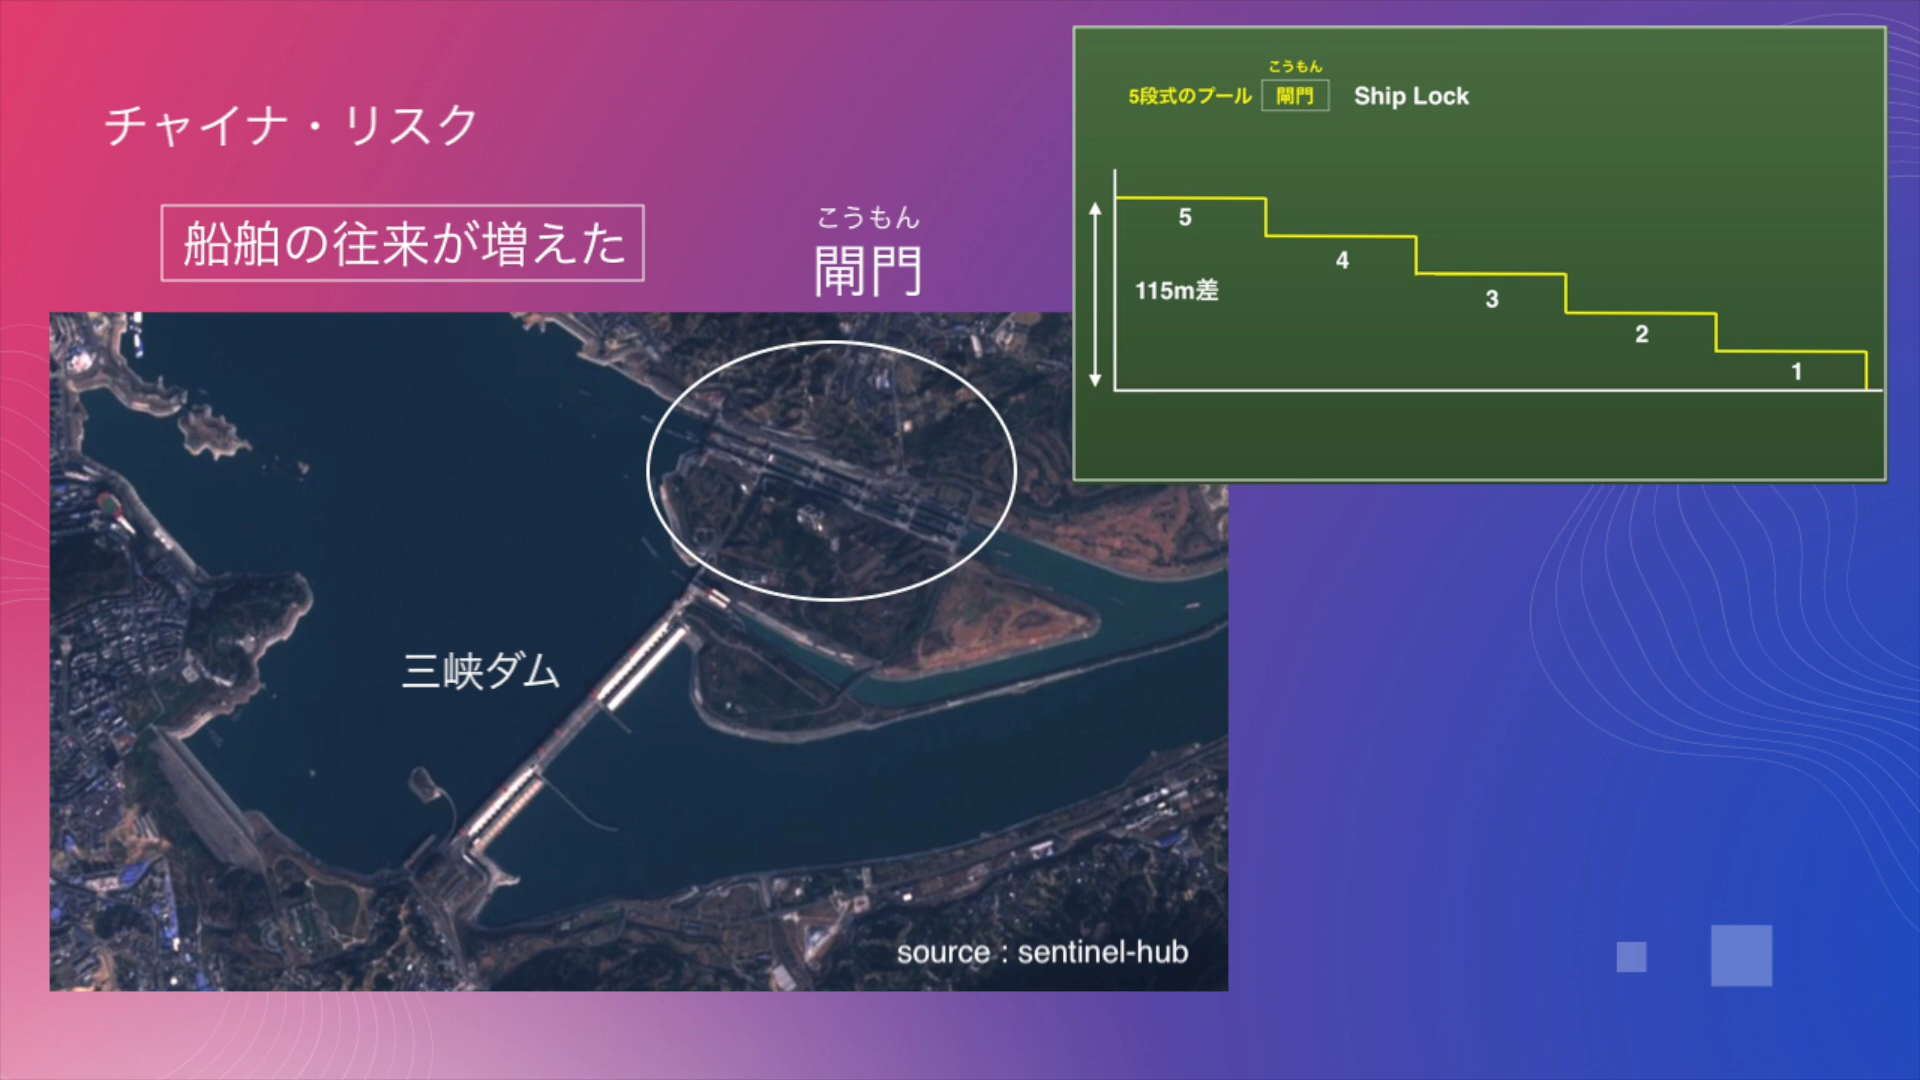 チャイナ・リスク
船舶の往来が増えた
こうもん
閘門
三峡ダム
source : sentinel-hub
こうもん
5段式のプール 閘門 Ship Lock
5
4
3
2
1
115m差